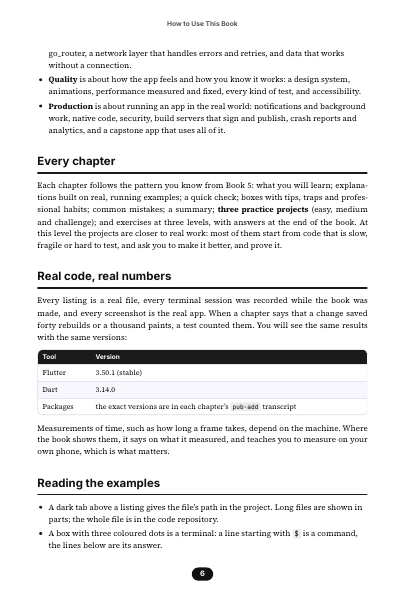 How to Use This Book
go_router, a network layer that handles errors and retries, and data that works
without a connection.
• Quality is about how the app feels and how you know it works: a design system,
animations, performance measured and fixed, every kind of test, and accessibility.
• Production is about running an app in the real world: notifications and background
work, native code, security, build servers that sign and publish, crash reports and
analytics, and a capstone app that uses all of it.
Every chapter
Each chapter follows the pattern you know from Book 5: what you will learn; explana-
tions built on real, running examples; a quick check; boxes with tips, traps and profes-
sional habits; common mistakes; a summary; three practice projects (easy, medium
and challenge); and exercises at three levels, with answers at the end of the book. At
this level the projects are closer to real work: most of them start from code that is slow,
fragile or hard to test, and ask you to make it better, and prove it.
Real code, real numbers
Every listing is a real file, every terminal session was recorded while the book was
made, and every screenshot is the real app. When a chapter says that a change saved
forty rebuilds or a thousand paints, a test counted them. You will see the same results
with the same versions:
Tool Version
Flutter 3.50.1 (stable)
Dart 3.14.0
Packages the exact versions are in each chapter's pub-add transcript
Measurements of time, such as how long a frame takes, depend on the machine. Where
the book shows them, it says on what it measured, and teaches you to measure on your
own phone, which is what matters.
Reading the examples
• A dark tab above a listing gives the file's path in the project. Long files are shown in
parts; the whole file is in the code repository.
• A box with three coloured dots is a terminal: a line starting with $ is a command,
the lines below are its answer.
6